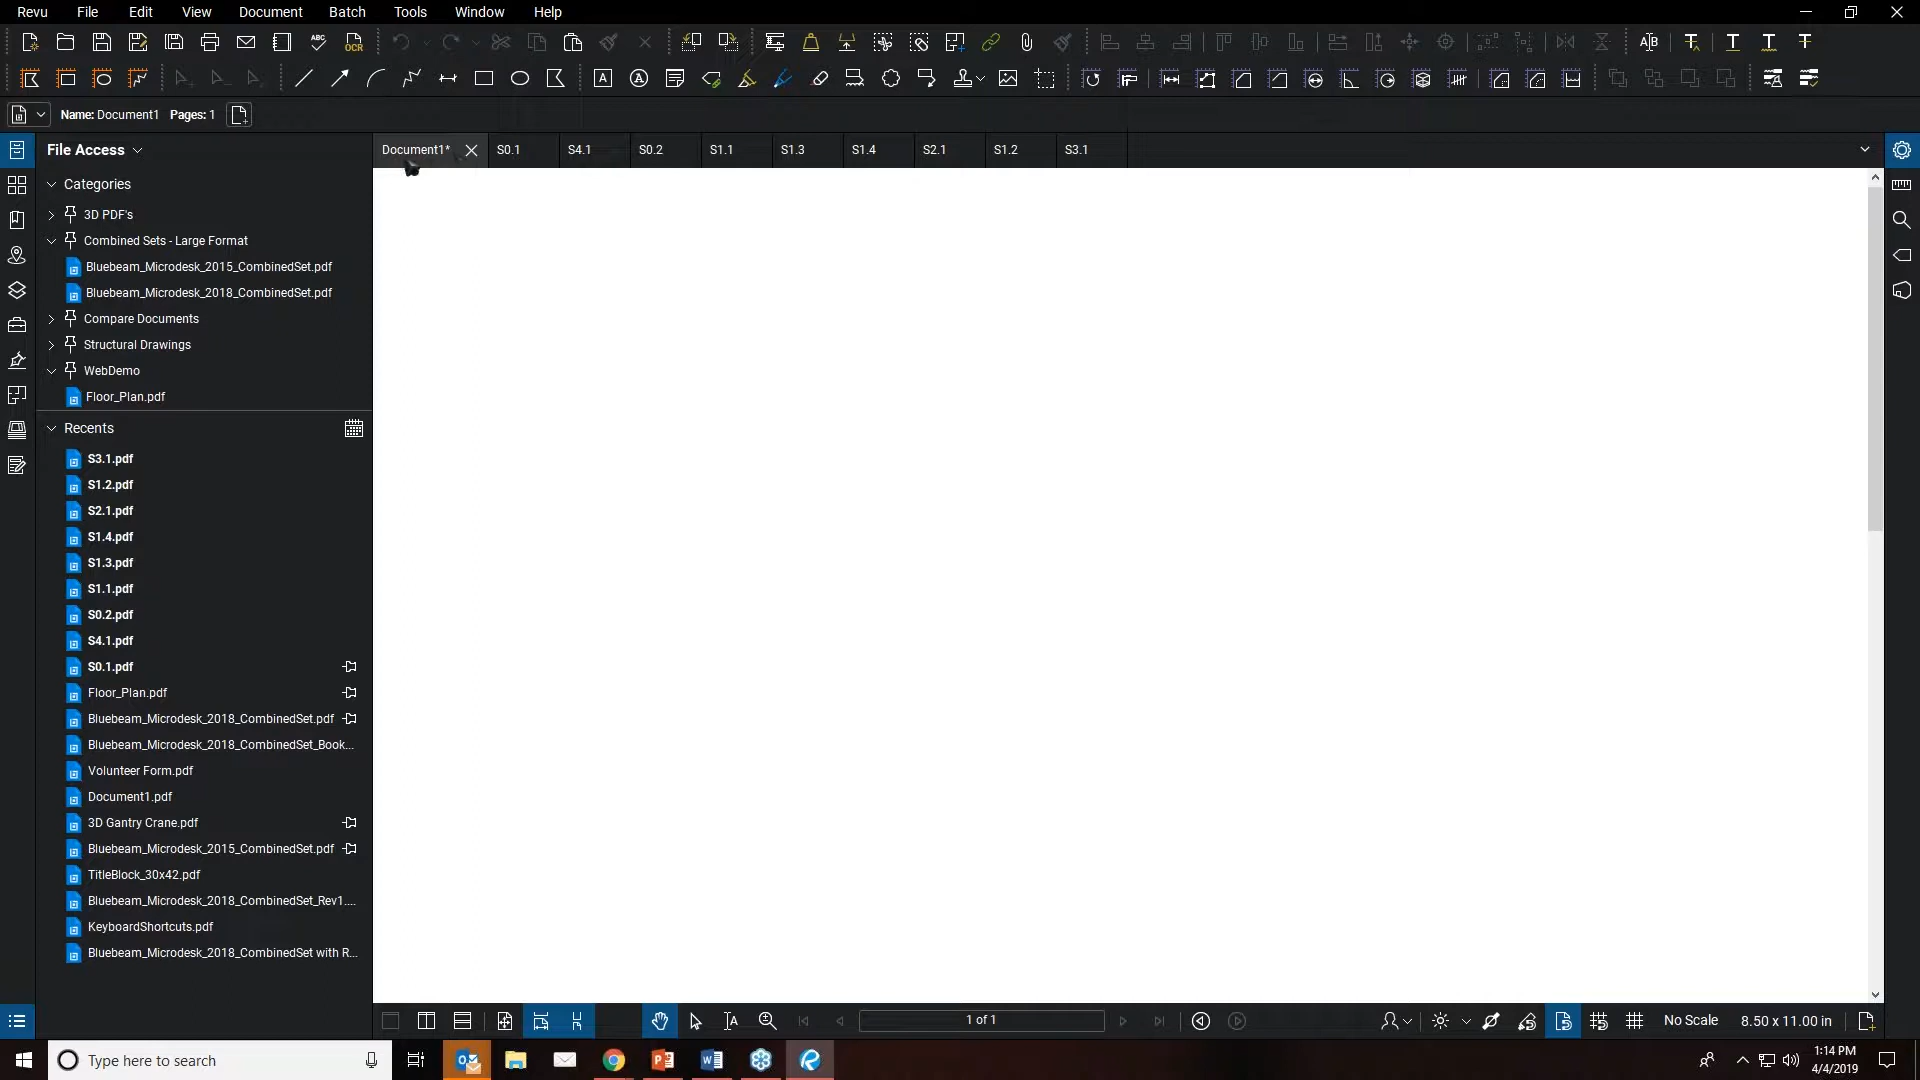 Revu File Edit View Document Batch Tools Window Help
ABC OCR
A B T T T T
A A
Name: Document1 Pages: 1
File Access
Document1* S0.1 S4.1 S0.2 S1.1 S1.3 S1.4 S2.1 S1.2 S3.1
Categories
3D PDF's
Combined Sets - Large Format
Bluebeam_Microdesk_2015_CombinedSet.pdf
Bluebeam_Microdesk_2018_CombinedSet.pdf
Compare Documents
Structural Drawings
WebDemo
Floor_Plan.pdf
Recents
S3.1.pdf
S1.2.pdf
S2.1.pdf
S1.4.pdf
S1.3.pdf
S1.1.pdf
S0.2.pdf
S4.1.pdf
S0.1.pdf
Floor_Plan.pdf
Bluebeam_Microdesk_2018_CombinedSet.pdf
Bluebeam_Microdesk_2018_CombinedSet_Book...
Volunteer Form.pdf
Document1.pdf
3D Gantry Crane.pdf
Bluebeam_Microdesk_2015_CombinedSet.pdf
TitleBlock_30x42.pdf
Bluebeam_Microdesk_2018_CombinedSet_Rev1....
KeyboardShortcuts.pdf
Bluebeam_Microdesk_2018_CombinedSet with R...
1 of 1 No Scale 8.50 x 11.00 in
Type here to search
1:14 PM
4/4/2019